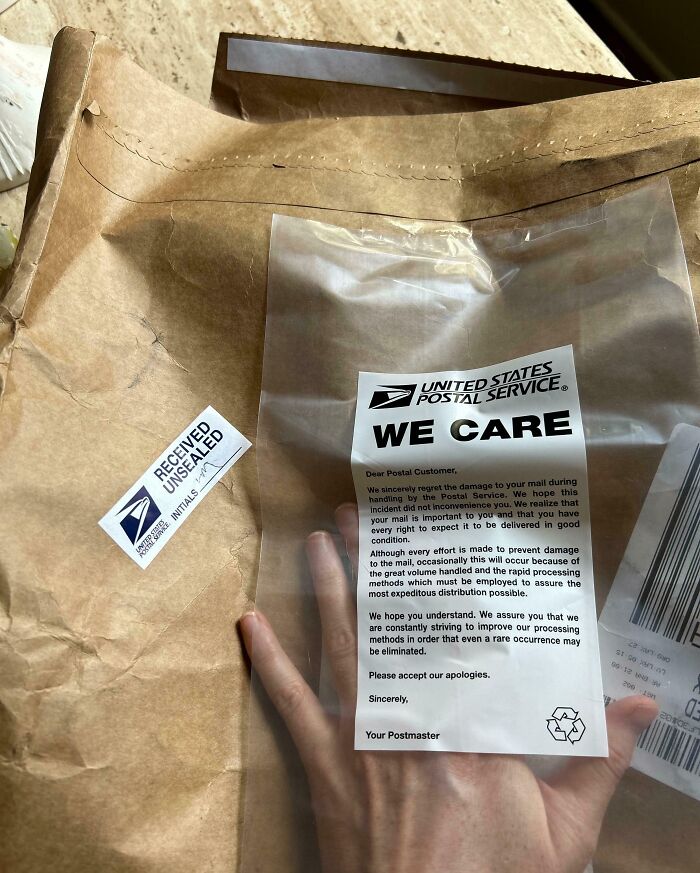 UNITED STATES
POSTAL SERVICE®
WE CARE
Dear Postal Customer,
We sincerely regret the damage to your mail during
handling by the Postal Service. We hope this
incident did not inconvenience you. We realize that
your mail is important to you and that you have
every right to expect it to be delivered in good
condition.
Although every effort is made to prevent damage
to the mail, occasionally this will occur because of
the great volume handled and the rapid processing
methods which must be employed to assure the
most expeditous distribution possible.
We hope you understand. We assure you that we
are constantly striving to improve our processing
methods in order that even a rare occurrence may
be eliminated.
Please accept our apologies.
Sincerely,
Your Postmaster
RECEIVED
UNSEALED
INITIALS
UNITED STATES
POSTAL SERVICE